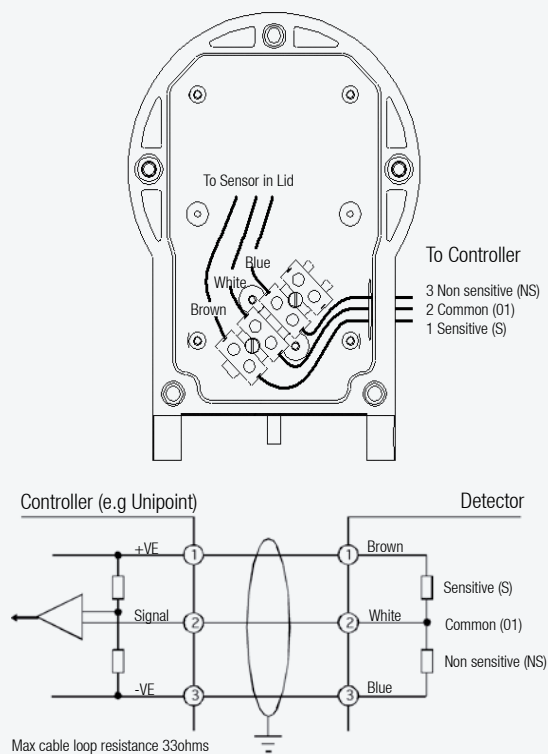 To Sensor in Lid
Blue
White
Brown
To Controller
3 Non sensitive (NS)
2 Common (01)
1 Sensitive (S)
Controller (e.g Unipoint)
Detector
+VE
1
1
Brown
Sensitive (S)
Signal
2
2
White
Common (01)
Non sensitive (NS)
-VE
3
3
Blue
Max cable loop resistance 33ohms